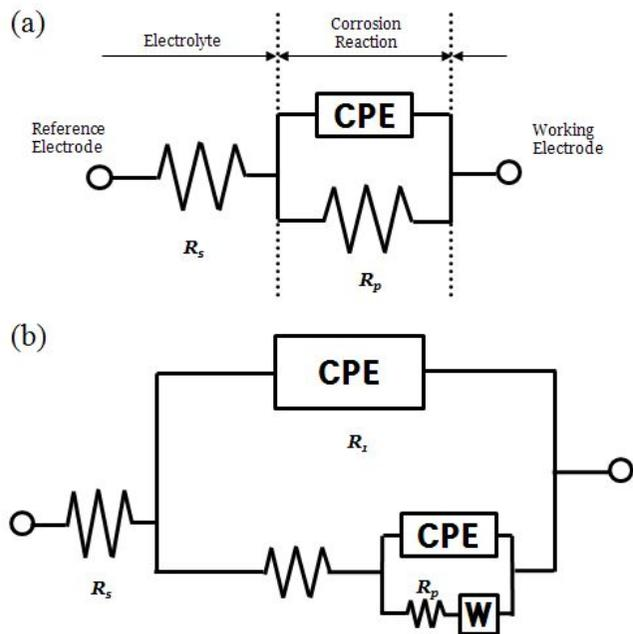 (a)
Electrolyte
Corrosion
Reaction
CPE
Reference
Electrode
Working
Electrode
Rs
Rp
(b)
CPE
R1
CPE
Rs
Rp
W